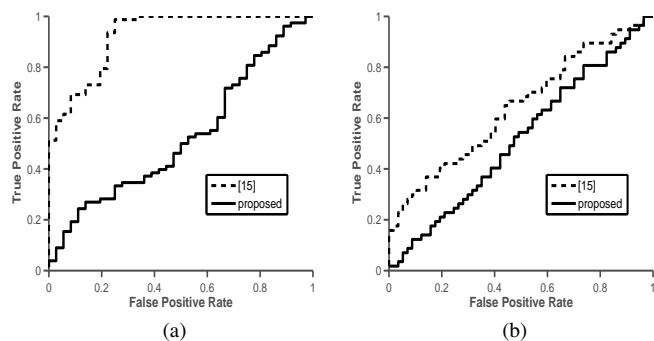 1
0.8
0.6
0.4
0.2
0
True Positive Rate
[15]
proposed
0 0.2 0.4 0.6 0.8 1
False Positive Rate
(a)
1
0.8
0.6
0.4
0.2
0
True Positive Rate
[15]
proposed
0 0.2 0.4 0.6 0.8 1
False Positive Rate
(b)